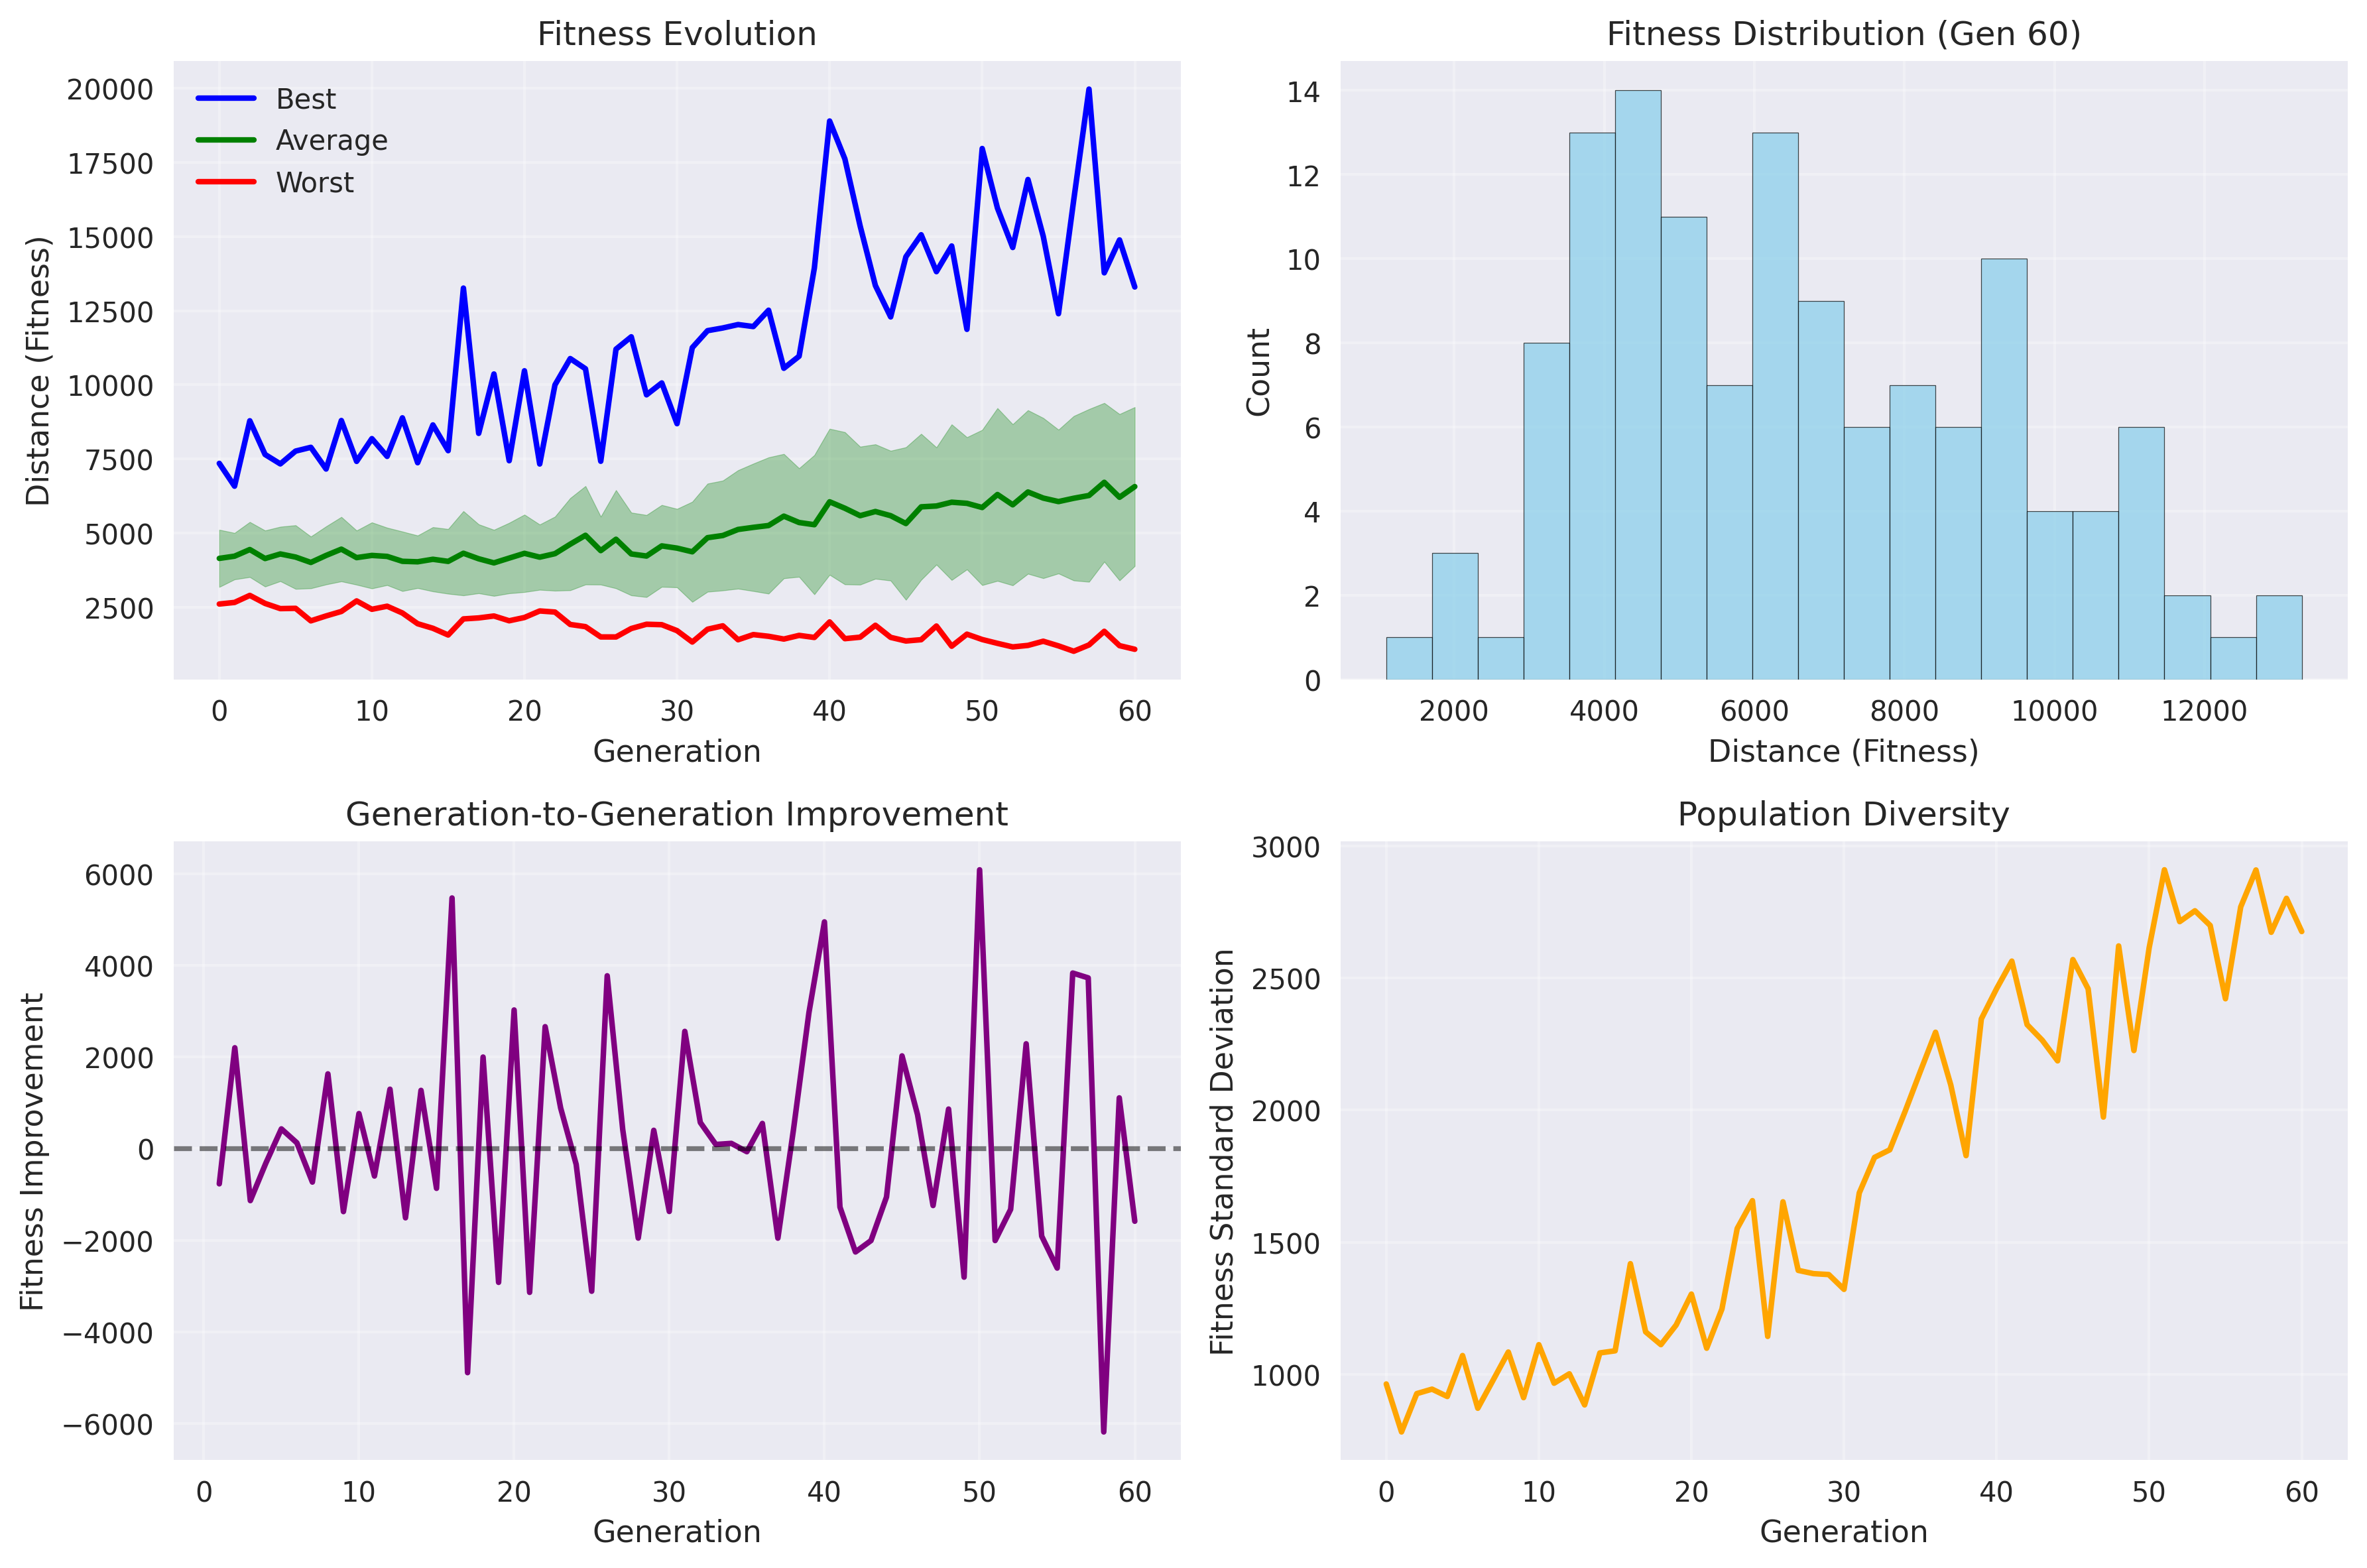 Fitness Evolution
20000
17500
15000
12500
10000
7500
5000
2500
Distance (Fitness)
Best
Average
Worst
0 10 20 30 40 50 60
Generation
Fitness Distribution (Gen 60)
14
12
10
8
6
4
2
0
Count
2000 4000 6000 8000 10000 12000
Distance (Fitness)
Generation-to-Generation Improvement
6000
4000
2000
0
−2000
−4000
−6000
Fitness Improvement
0 10 20 30 40 50 60
Generation
Population Diversity
3000
2500
2000
1500
1000
Fitness Standard Deviation
0 10 20 30 40 50 60
Generation